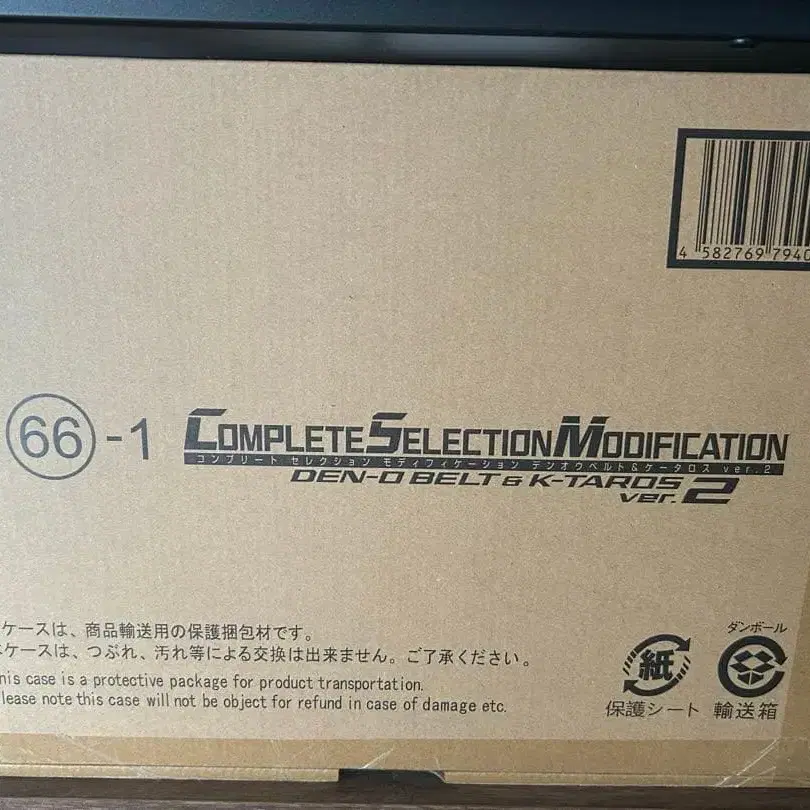 4 582769 7940
66-1
COMPLETE SELECTION MODIFICATION
コンプリート セレクション モディフィケーション デンオウベルト&ケータロス ver.2
DEN-O BELT & K-TAROS
ver.2
ケースは、商品輸送用の保護梱包材です。
ケースは、つぶれ、汚れ等による交換は出来ません。ご了承ください。
his case is a protective package for product transportation.
lease note this case will not be object for refund in case of damage etc.
ダンボール
紙
保護シート 輸送箱